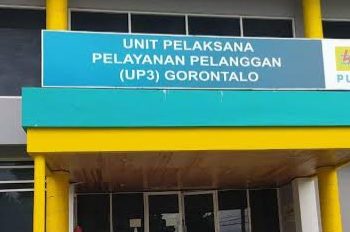 UNIT PELAKSANA
PELAYANAN PELANGGAN
(UP3) GORONTALO